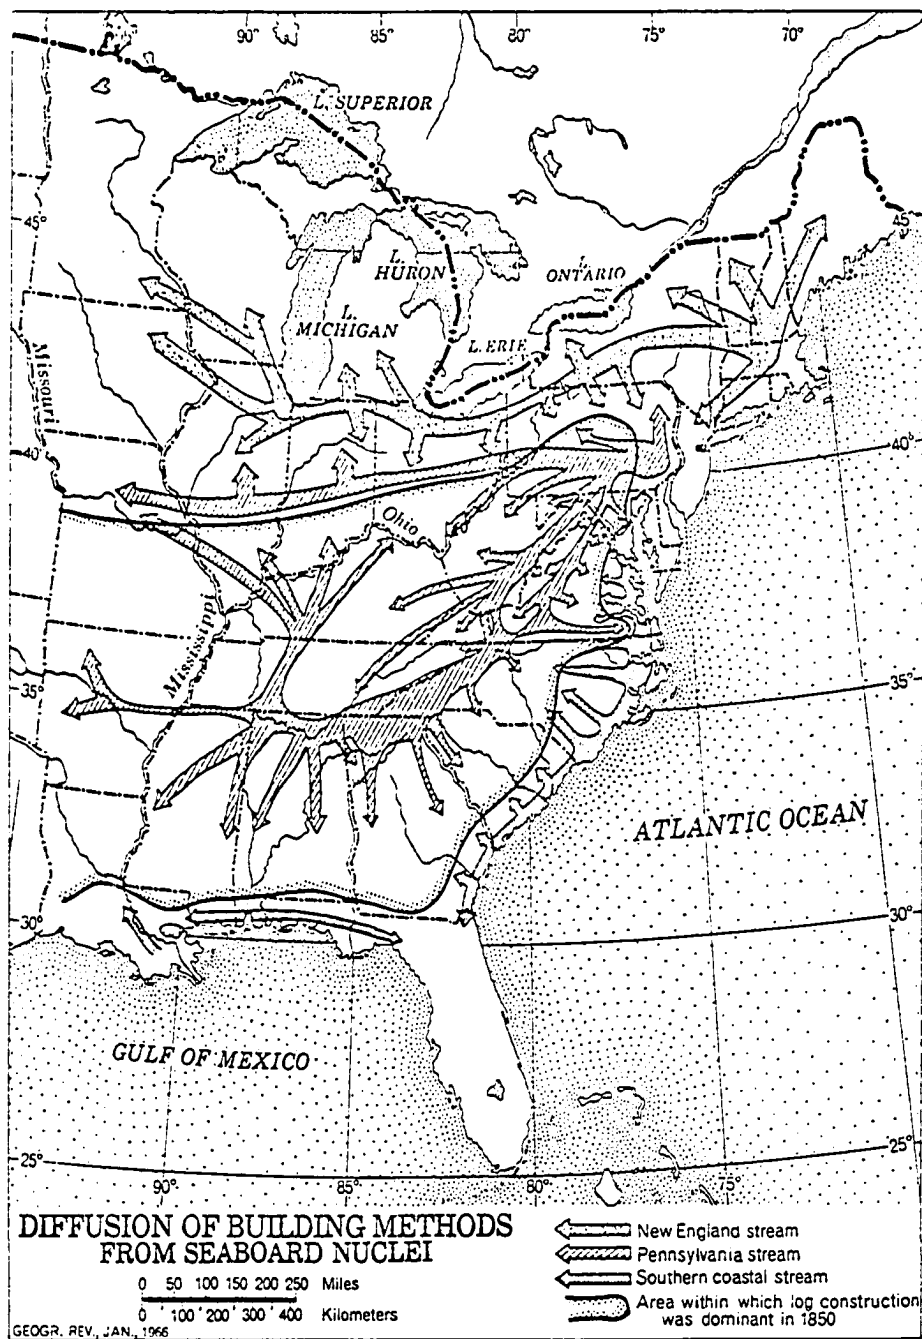 90° 85° 80° 75° 70°
L. SUPERIOR
45° 45°
L. HURON
L. ONTARIO
L. MICHIGAN
L. ERIE
Missouri
40° 40°
Ohio
Mississippi
35° 35°
ATLANTIC OCEAN
30° 30°
GULF OF MEXICO
25° 25°
90° 85° 80° 75°
DIFFUSION OF BUILDING METHODS
FROM SEABOARD NUCLEI
0 50 100 150 200 250 Miles
0 100 200 300 400 Kilometers
GEOGR. REV., JAN., 1966
New England stream
Pennsylvania stream
Southern coastal stream
Area within which log construction
was dominant in 1850